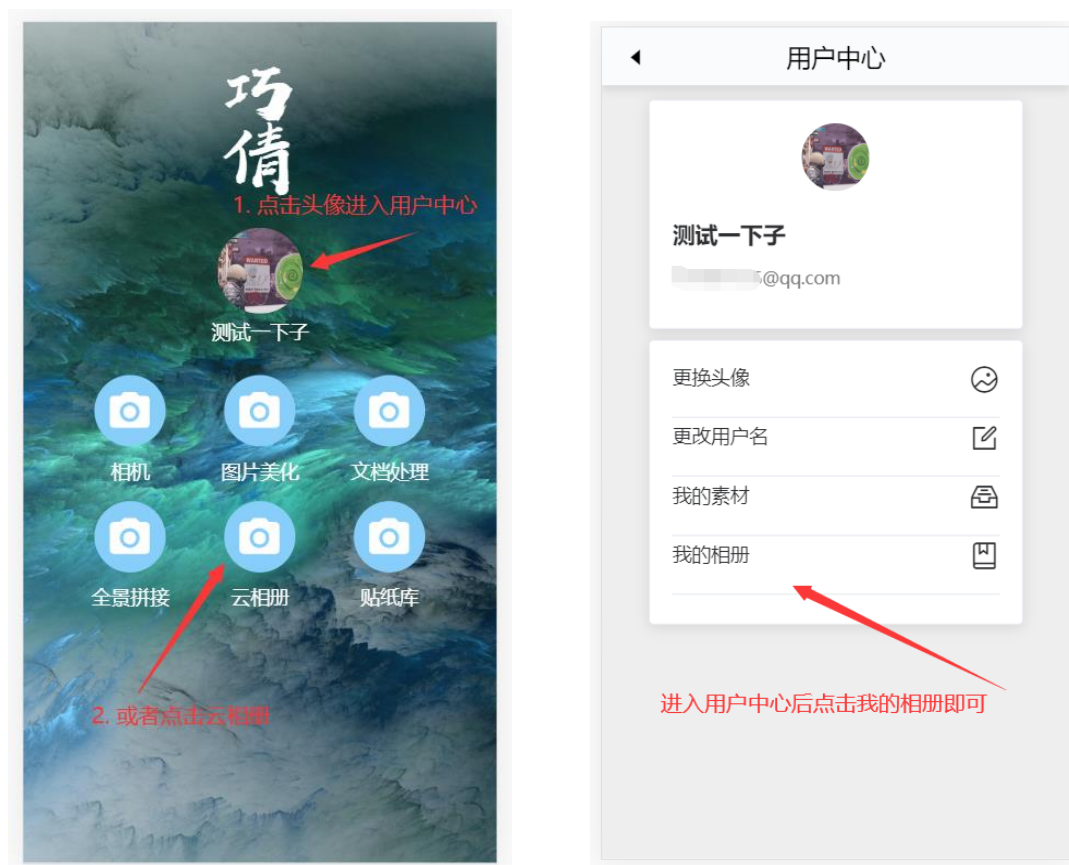 巧
倩
1. 点击头像进入用户中心
WANTED
测试一下子
相机 图片美化 文档处理
全景拼接 云相册 贴纸库
2. 或者点击云相册
用户中心
WANTED
测试一下子
5@qq.com
更换头像
更改用户名
我的素材
我的相册
进入用户中心后点击我的相册即可